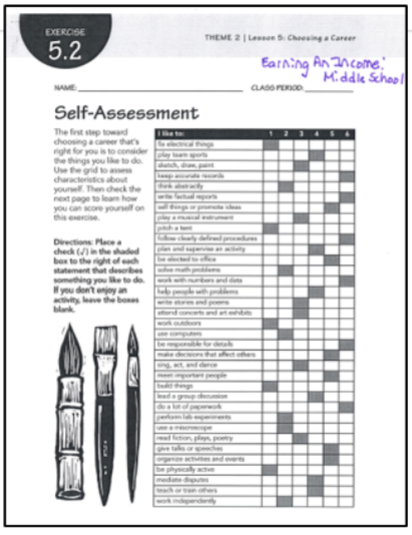 EXERCISE
5.2
THEME 2 | Lesson 5: Choosing a Career
Earning An Income:
Middle School
NAME:
CLASS PERIOD:
Self-Assessment
The first step toward
choosing a career that's
right for you is to consider
the things you like to do.
Use the grid to assess
characteristics about
yourself. Then check the
next page to learn how
you can score yourself on
this exercise.
Directions: Place a
check (√) in the shaded
box to the right of each
statement that describes
something you like to do.
If you don't enjoy an
activity, leave the boxes
blank.
I like to: 1 2 3 4 5 6
fix electrical things
play team sports
sketch, draw, paint
keep accurate records
think abstractly
write factual reports
sell things or promote ideas
play a musical instrument
pitch a tent
follow clearly defined procedures
plan and supervise an activity
be elected to office
solve math problems
work with numbers and data
help people with problems
write stories and poems
attend concerts and art exhibits
work outdoors
use computers
be responsible for details
make decisions that affect others
sing, act, and dance
meet important people
build things
lead a group discussion
do a lot of paperwork
perform lab experiments
use a microscope
read fiction, plays, poetry
give talks or speeches
organize activities and events
be physically active
mediate disputes
teach or train others
work independently